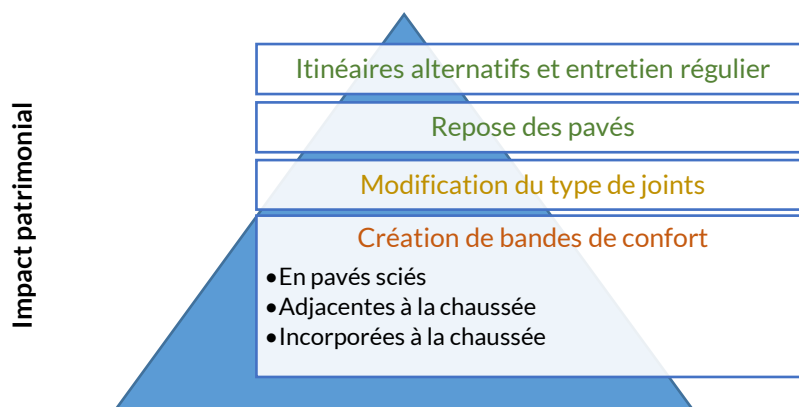 Impact patrimonial
Itinéaires alternatifs et entretien régulier
Repose des pavés
Modification du type de joints
Création de bandes de confort
•En pavés sciés
•Adjacentes à la chaussée
•Incorporées à la chaussée